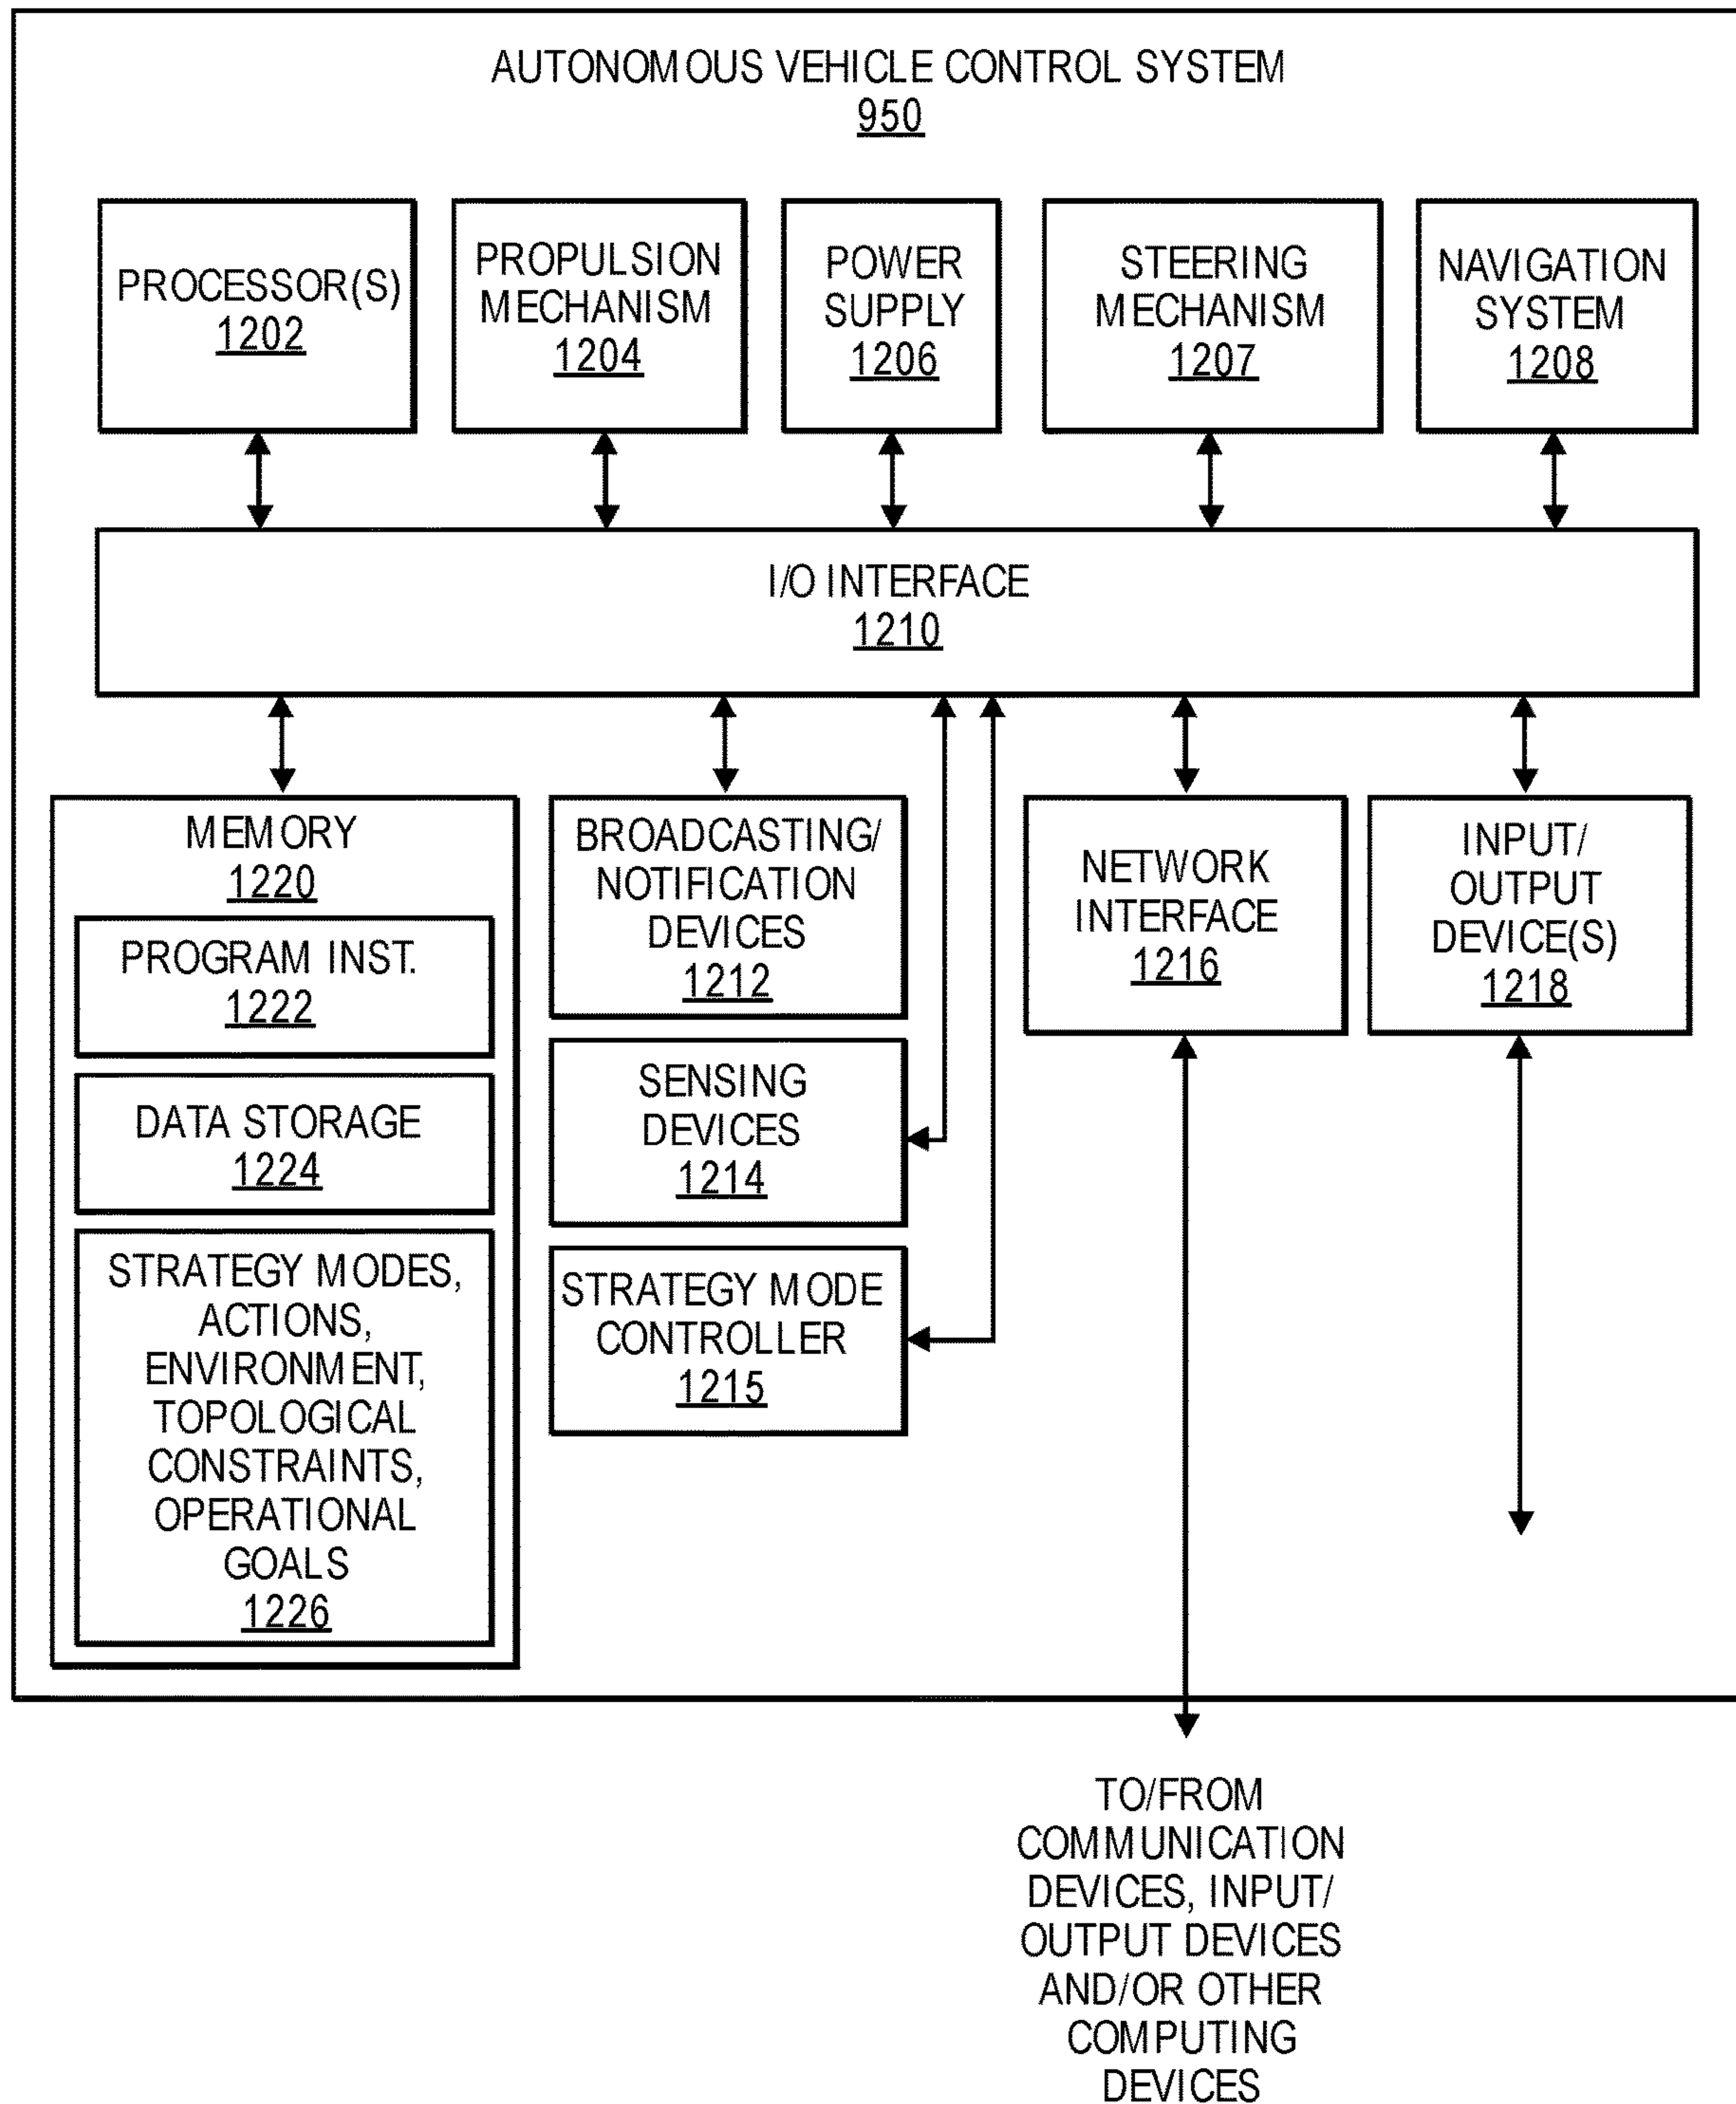 AUTONOMOUS VEHICLE CONTROL SYSTEM
950
PROCESSOR(S)
1202
PROPULSION
MECHANISM
1204
POWER
SUPPLY
1206
STEERING
MECHANISM
1207
NAVIGATION
SYSTEM
1208
I/O INTERFACE
1210
MEMORY
1220
PROGRAM INST.
1222
DATA STORAGE
1224
STRATEGY MODES,
ACTIONS,
ENVIRONMENT,
TOPOLOGICAL
CONSTRAINTS,
OPERATIONAL
GOALS
1226
BROADCASTING/
NOTIFICATION
DEVICES
1212
SENSING
DEVICES
1214
STRATEGY MODE
CONTROLLER
1215
NETWORK
INTERFACE
1216
INPUT/
OUTPUT
DEVICE(S)
1218
TO/FROM
COMMUNICATION
DEVICES, INPUT/
OUTPUT DEVICES
AND/OR OTHER
COMPUTING
DEVICES